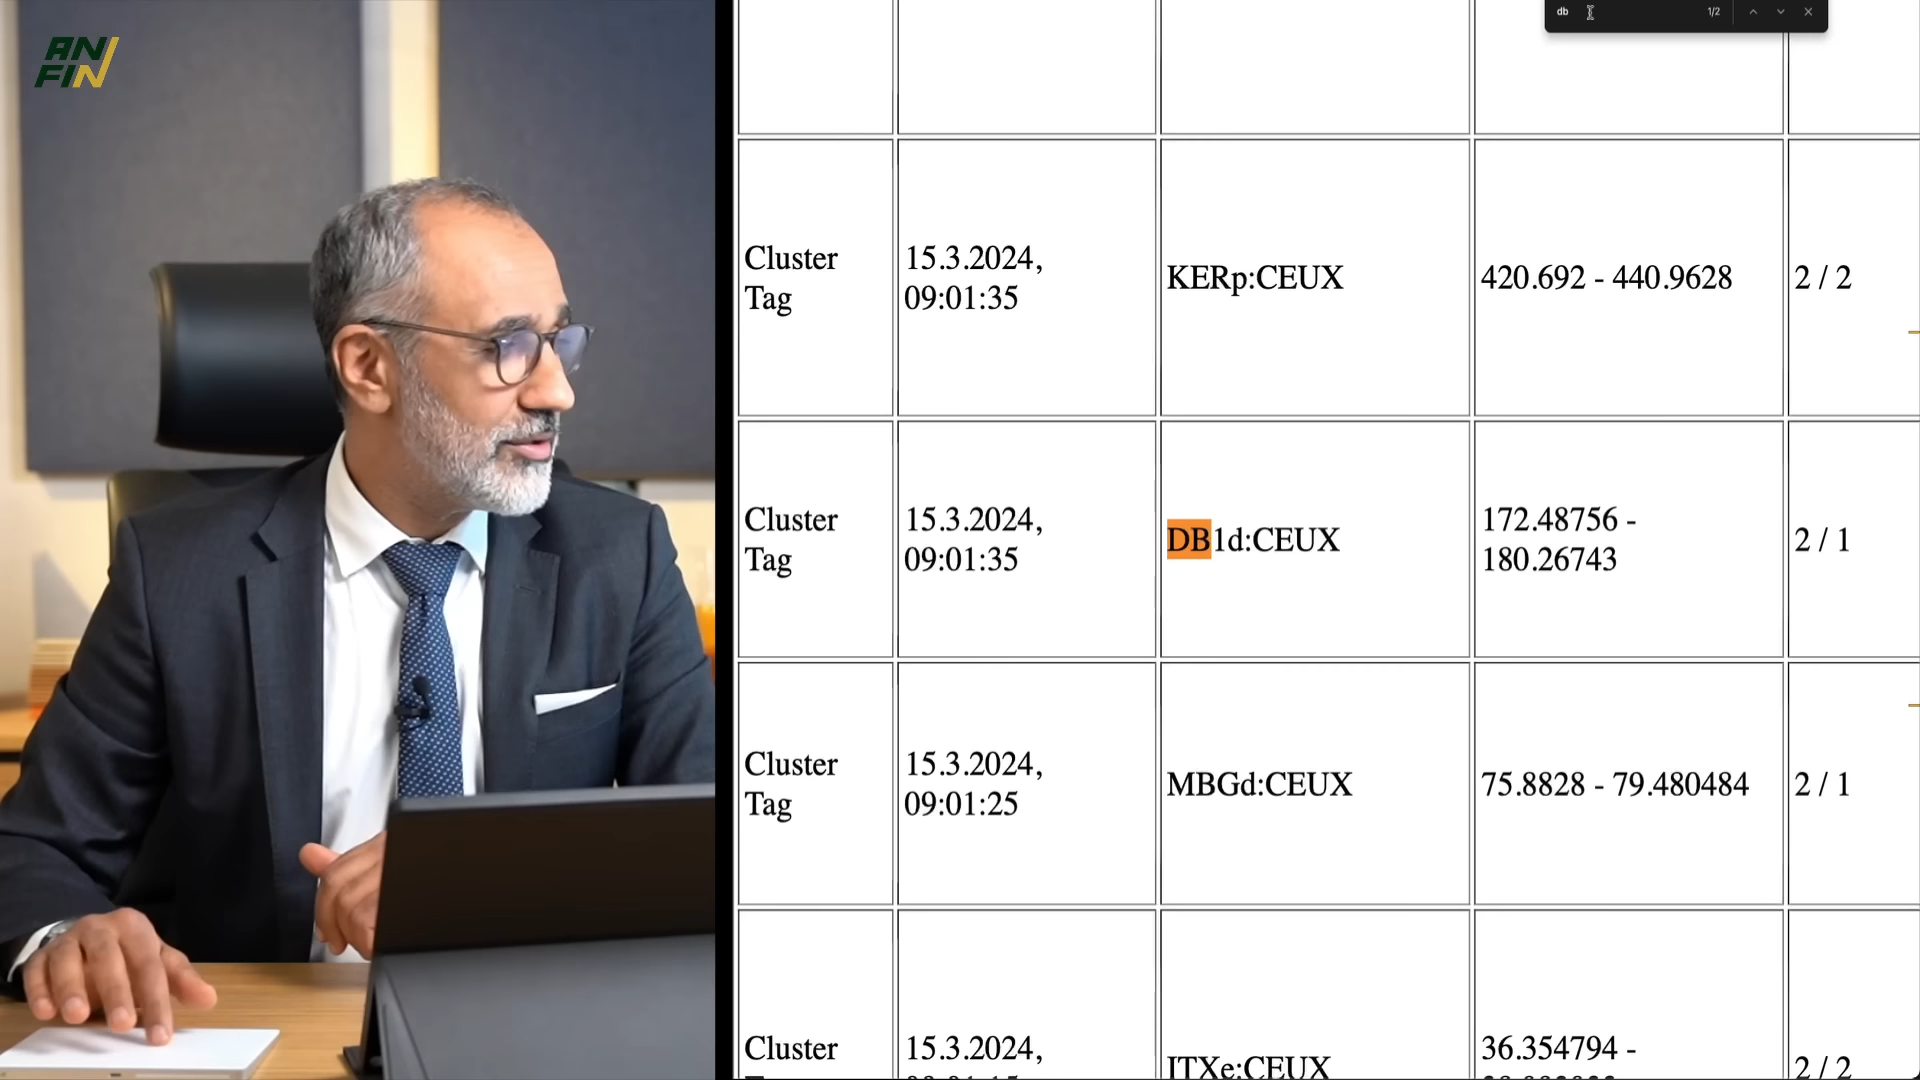 AN
FIN
db
1/2
Cluster
Tag
15.3.2024,
09:01:35
KERp:CEUX
420.692 - 440.9628
2 / 2
Cluster
Tag
15.3.2024,
09:01:35
DB1d:CEUX
172.48756 -
180.26743
2 / 1
Cluster
Tag
15.3.2024,
09:01:25
MBGd:CEUX
75.8828 - 79.480484
2 / 1
Cluster
15.3.2024,
ITXe:CEUX
36.354794 -
2 / 2